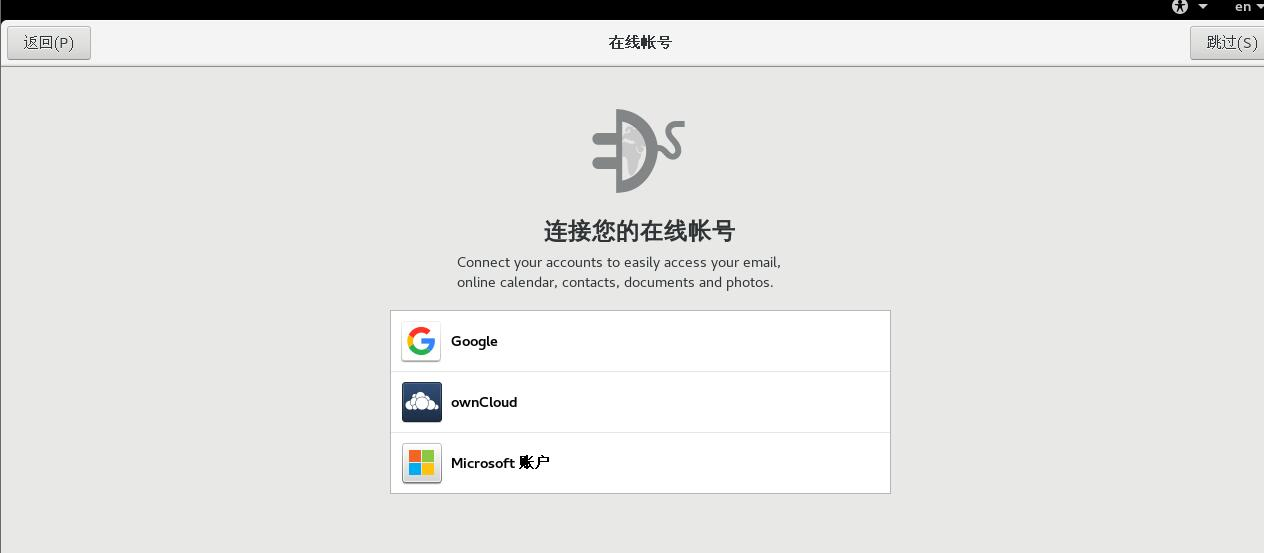 en
返回(P)
在线帐号
跳过(S)
连接您的在线帐号
Connect your accounts to easily access your email,
online calendar, contacts, documents and photos.
Google
ownCloud
Microsoft 账户